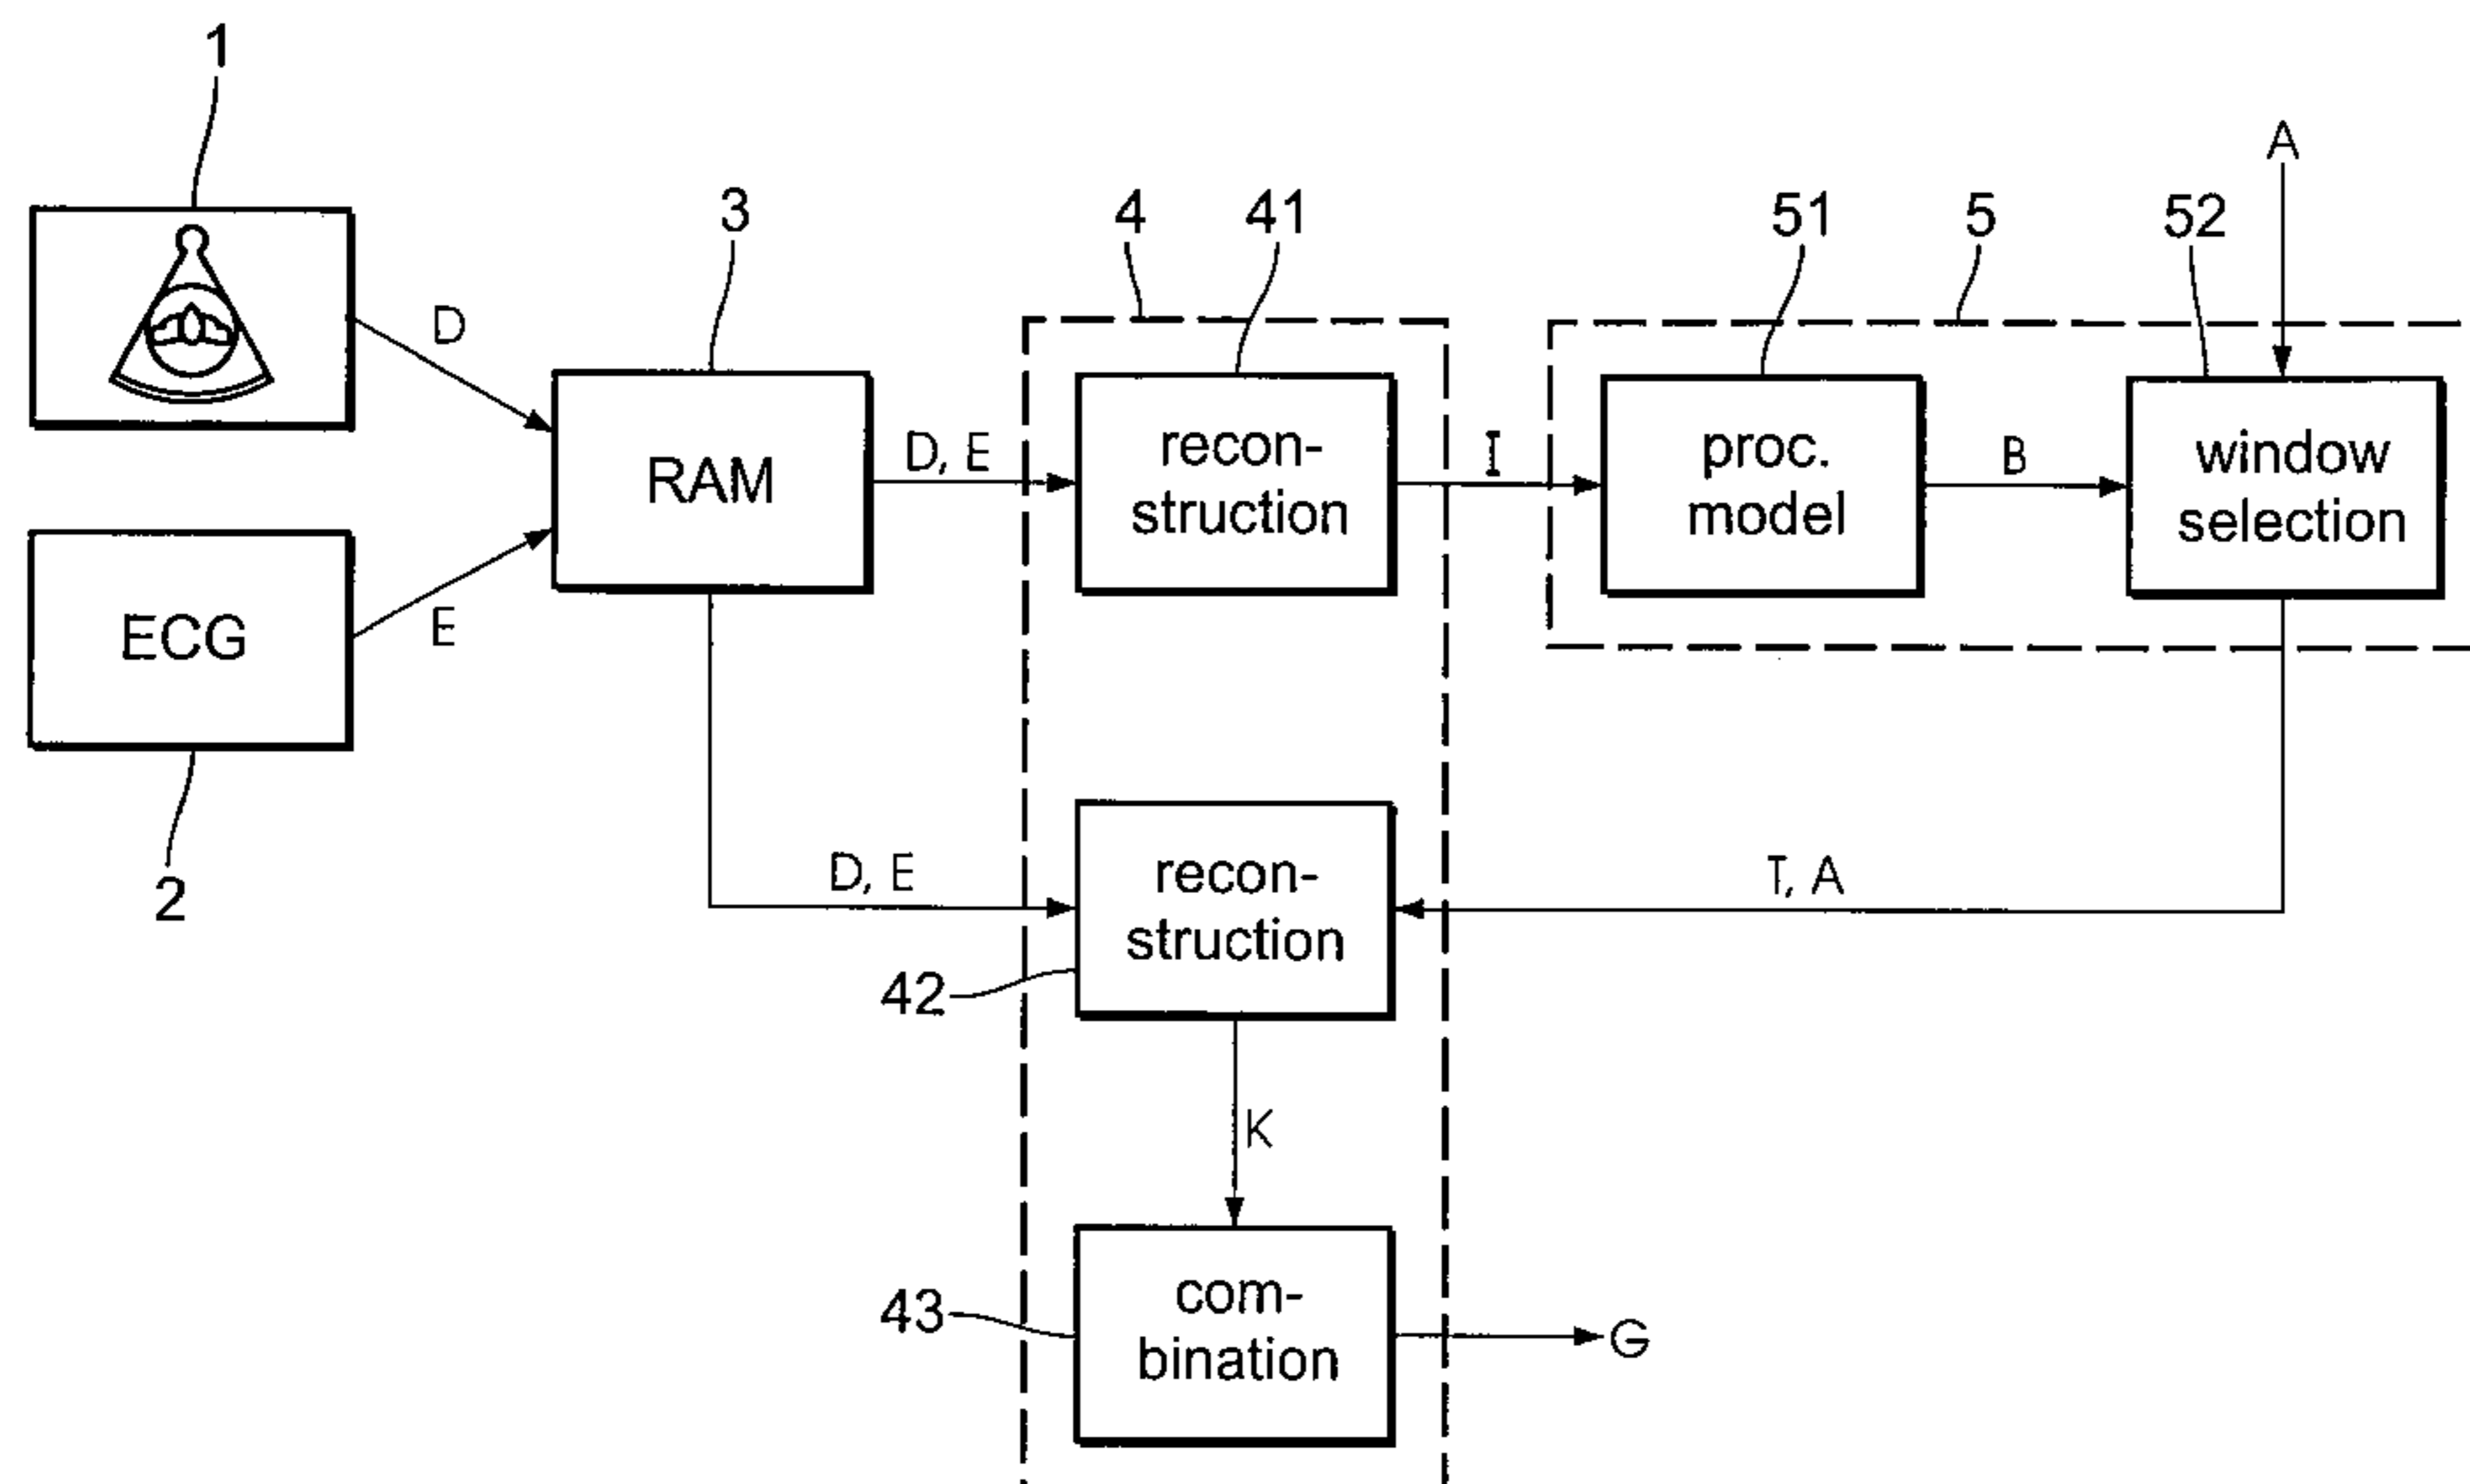 1
A
3
4
41
51
5
52
D
RAM
D, E
recon-
struction
I
proc.
model
B
window
selection
ECG
E
2
D, E
recon-
struction
T, A
42
K
43
com-
bination
G